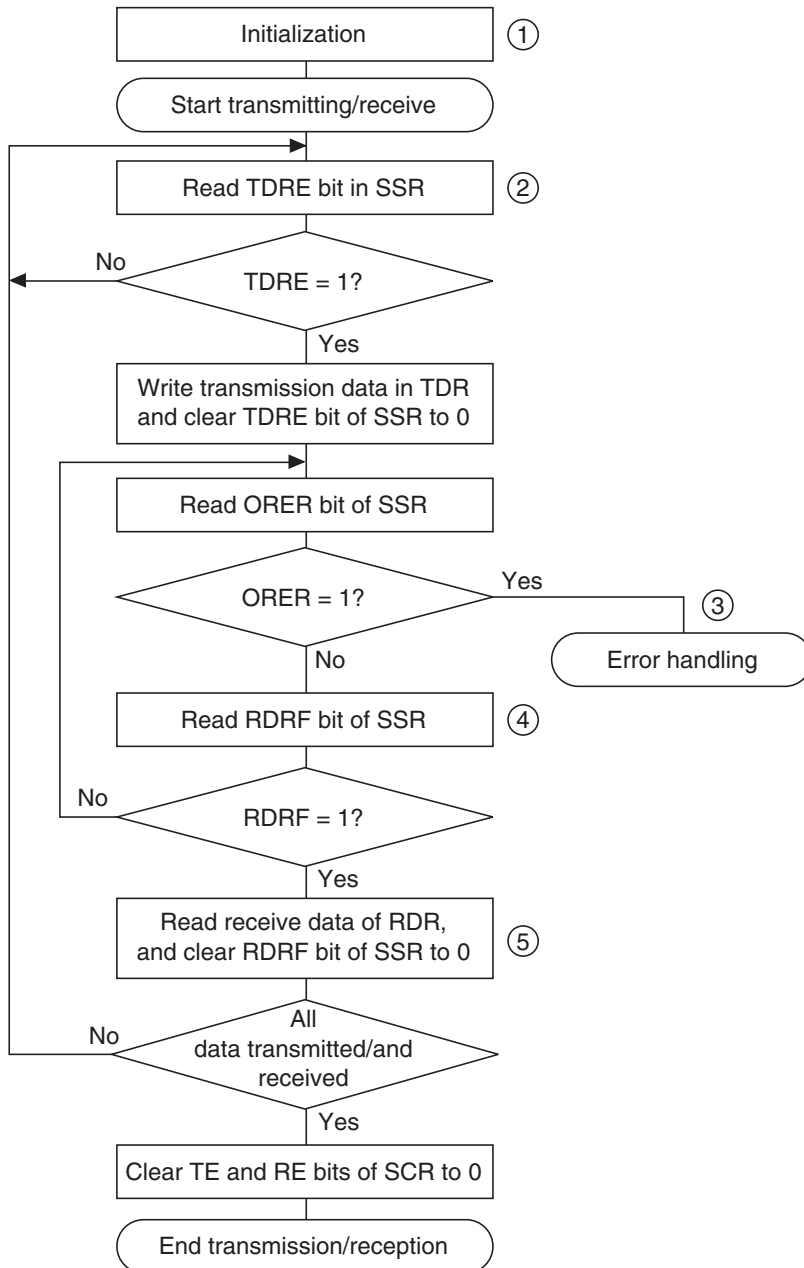 Initialization
①
Start transmitting/receive
Read TDRE bit in SSR
②
No
TDRE = 1?
Yes
Write transmission data in TDR
and clear TDRE bit of SSR to 0
Read ORER bit of SSR
Yes
ORER = 1?
③
Error handling
No
Read RDRF bit of SSR
④
No
RDRF = 1?
Yes
Read receive data of RDR,
and clear RDRF bit of SSR to 0
⑤
All
No
data transmitted/and
received
Yes
Clear TE and RE bits of SCR to 0
End transmission/reception